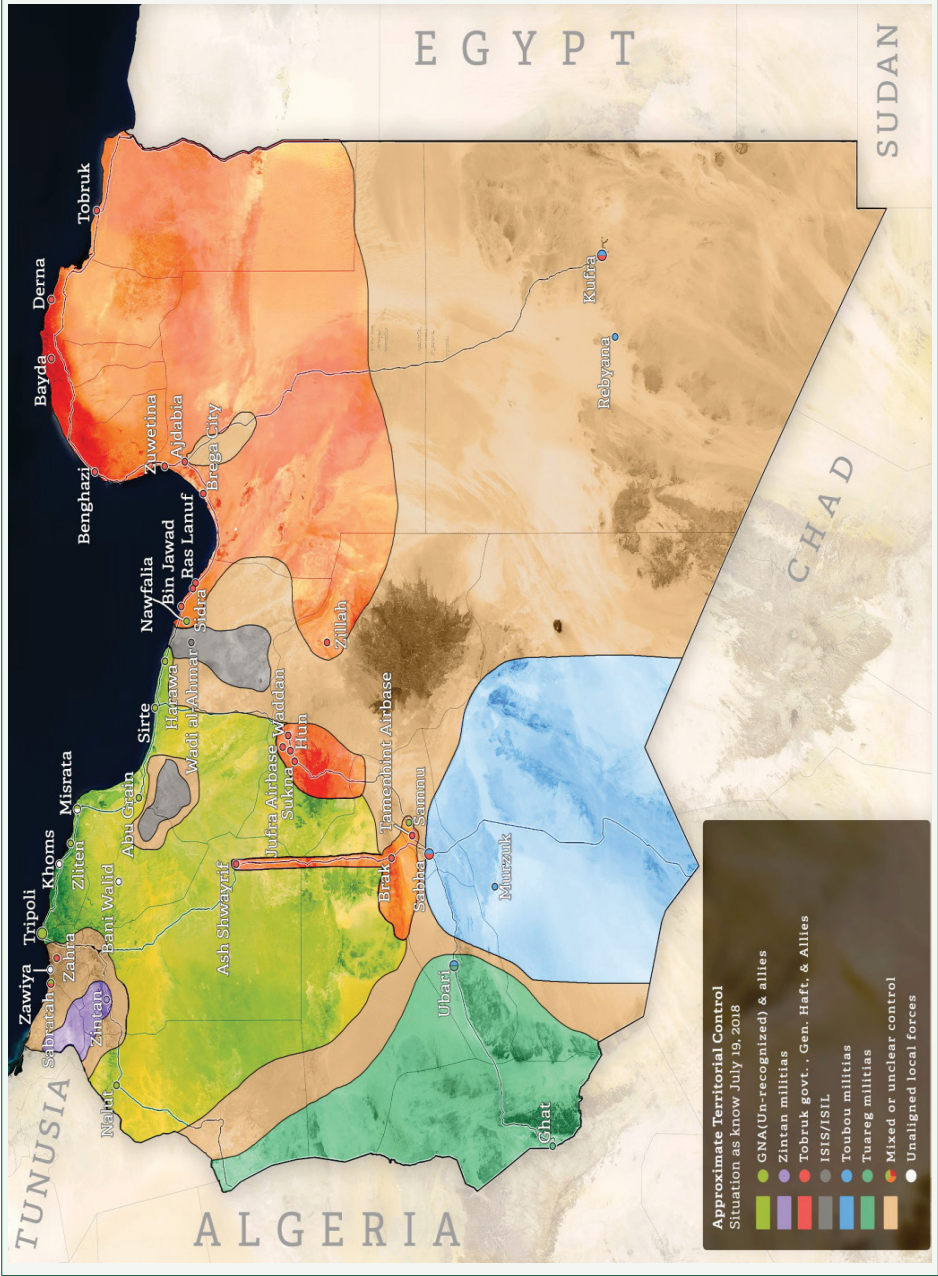 TUNUSIA
ALGERIA
EGYPT
SUDAN
CHAD
Zawiya
Tripoli
Khoms
Misrata
Sirte
Nawfalia
Bin Jawad
Ras Lanuf
Benghazi
Bayda
Derna
Tobruk
Sabratah
Zahra
Zliten
Abu Grain
Harawa
Sidra
Wadi al-Ahmar
Brega City
Ajdabia
Zuwetina
Nalut
Zintan
Bani Walid
Ash Shwayrif
Jufra Airbase
Sukna
Waddan
Hun
Zillah
Brak
Tamenhint Airbase
Samnu
Sabha
Ubari
Murzuk
Ghat
Rebyana
Kufra
Approximate Territorial Control
Situation as know July 19, 2018
GNA(Un-recognized) & allies
Zintan militias
Tobruk govt., Gen. Haft, & Allies
ISIS/ISIL
Toubou militias
Tuareg militias
Mixed or unclear control
Unaligned local forces